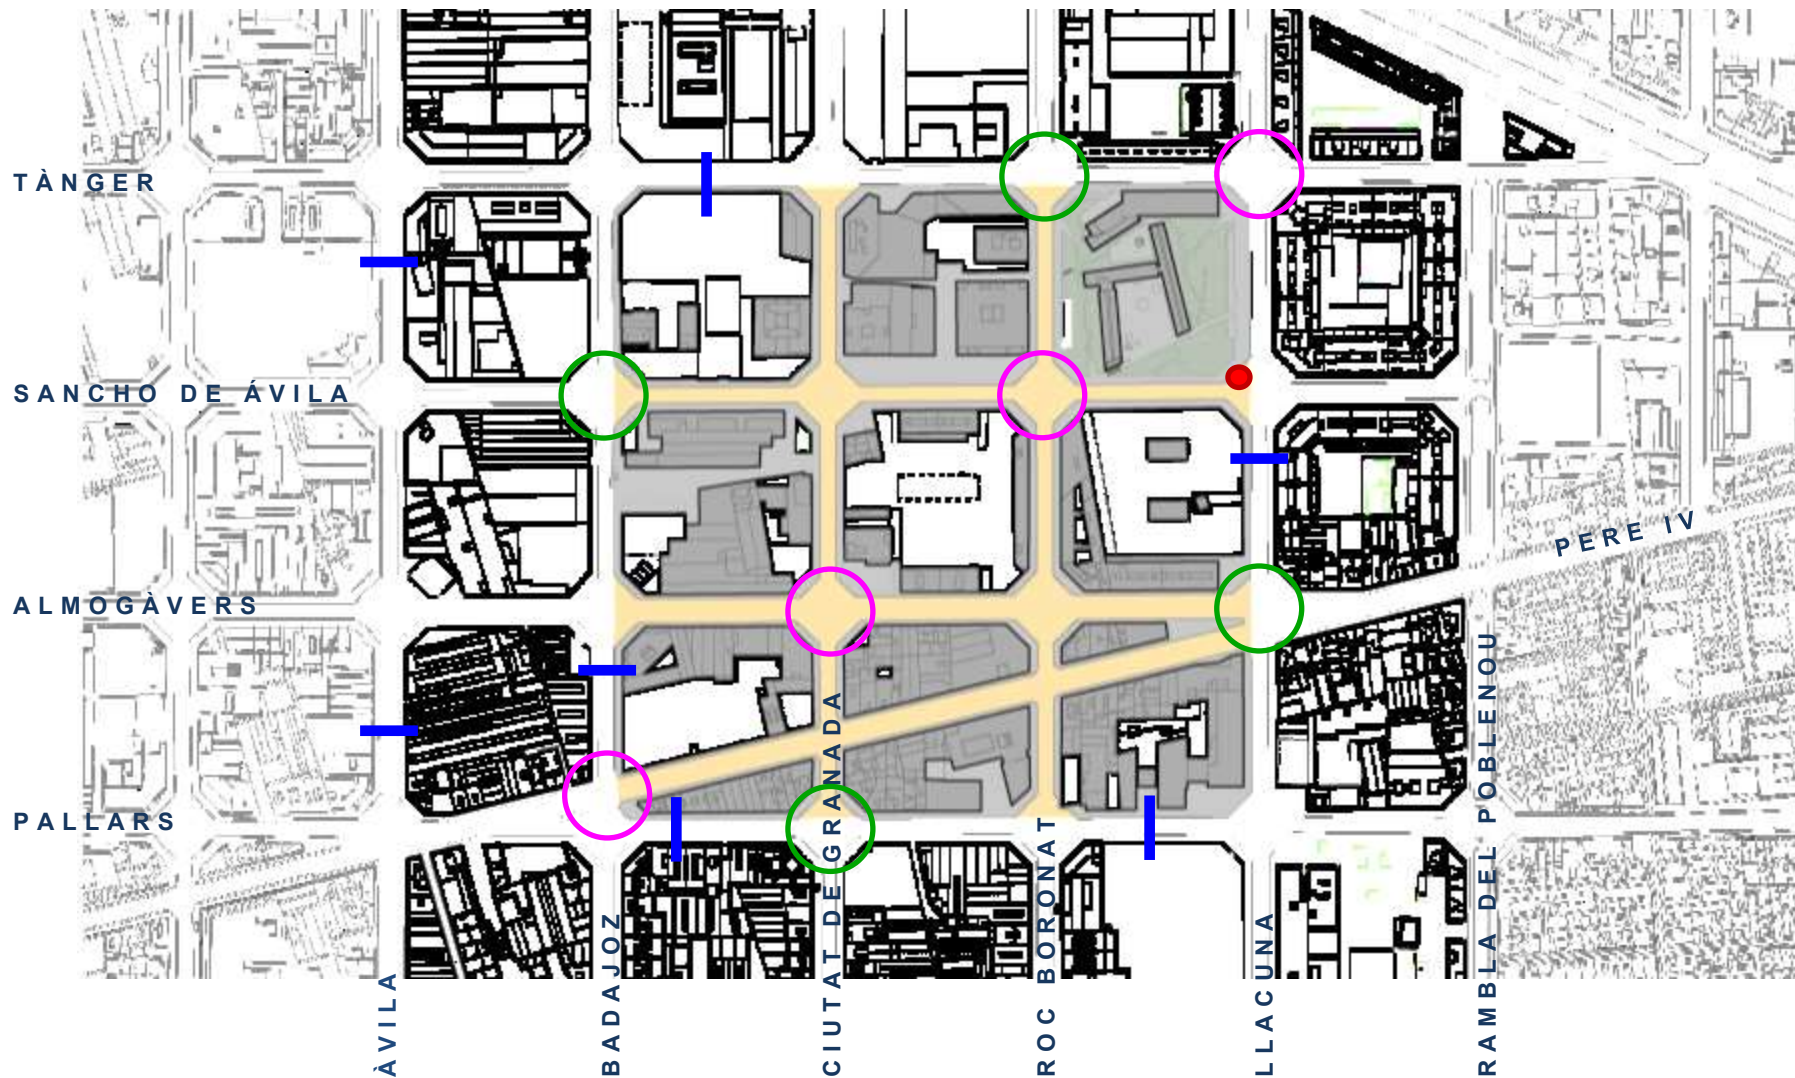 TÀNGER
SANCHO DE ÁVILA
PERE IV
ALMOGÀVERS
PALLARS
ÀVILA
BADAJOZ
CIUTAT DE GRANADA
ROC BORONAT
LLACUNA
RAMBLA DEL POBLENOU